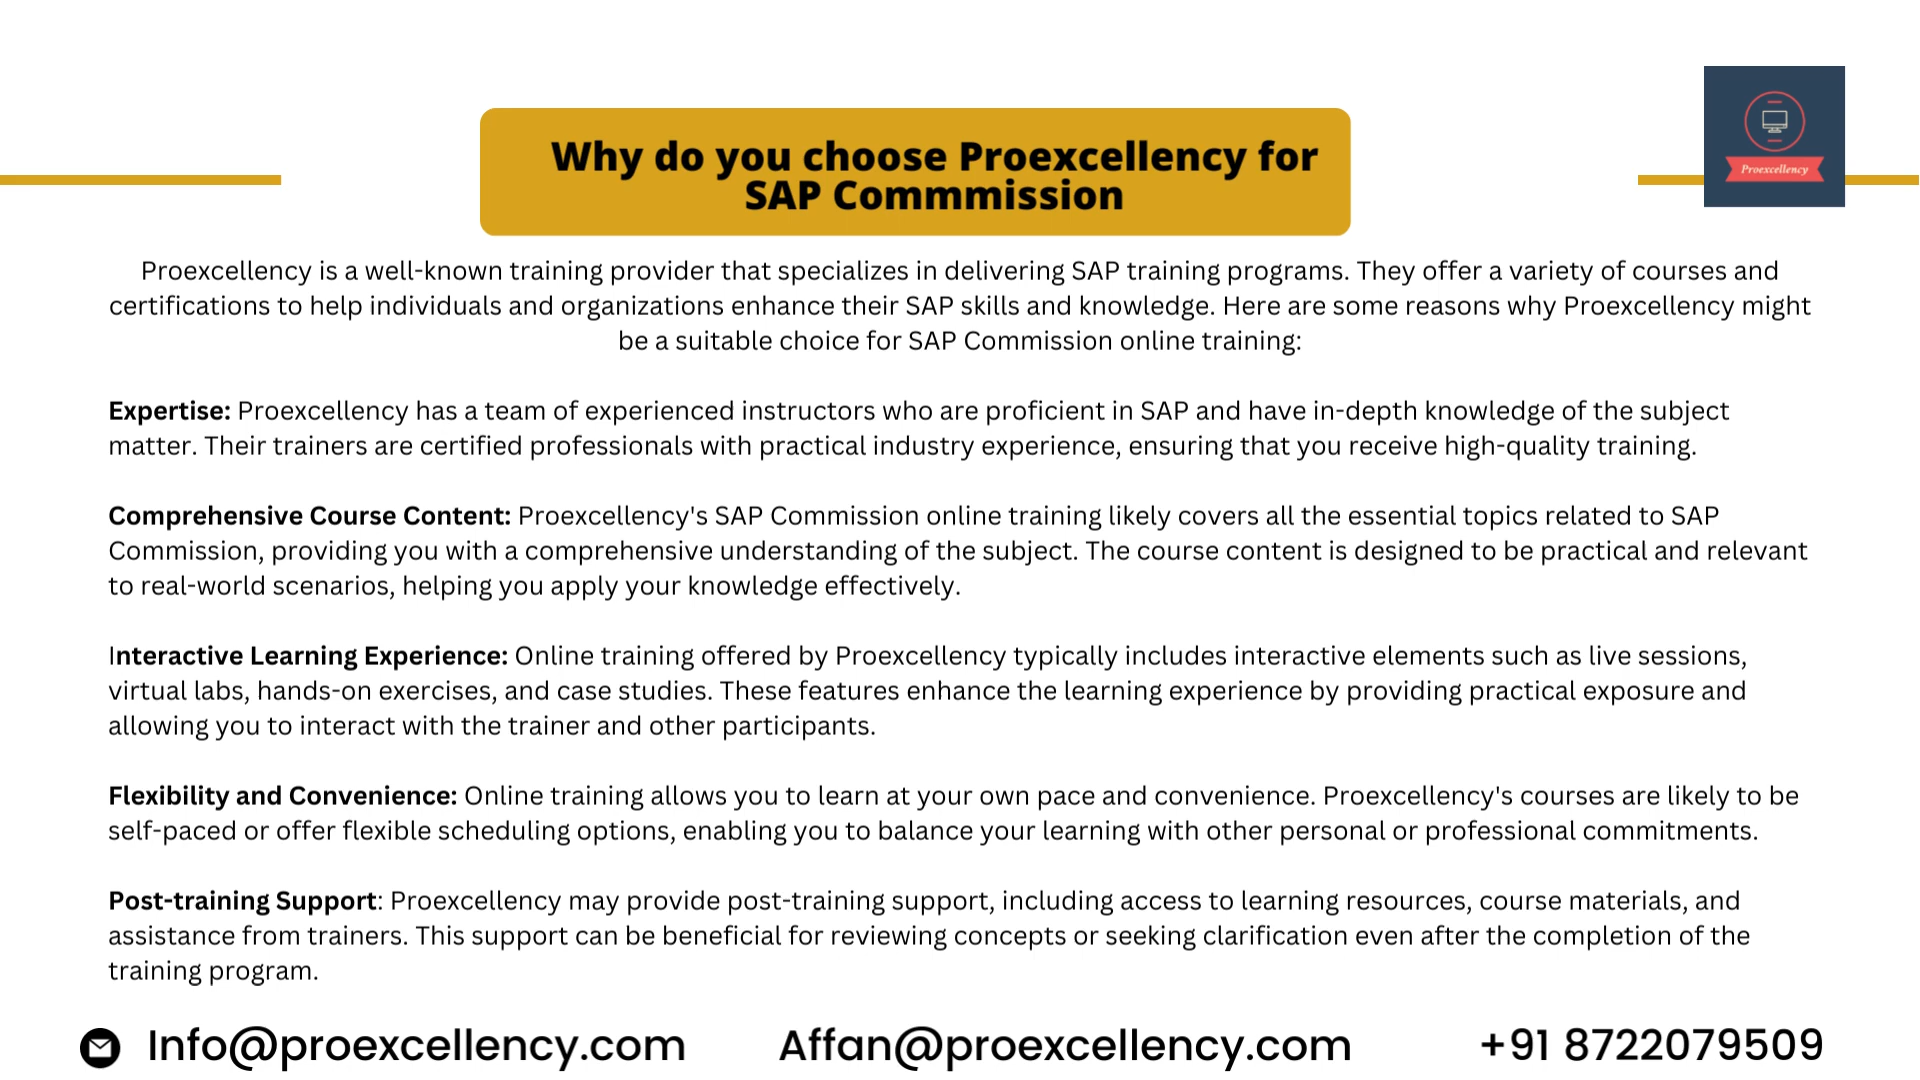 Why do you choose Proexcellency for
SAP Commmission
Proexcellency
Proexcellency is a well-known training provider that specializes in delivering SAP training programs. They offer a variety of courses and
certifications to help individuals and organizations enhance their SAP skills and knowledge. Here are some reasons why Proexcellency might
be a suitable choice for SAP Commission online training:
Expertise: Proexcellency has a team of experienced instructors who are proficient in SAP and have in-depth knowledge of the subject
matter. Their trainers are certified professionals with practical industry experience, ensuring that you receive high-quality training.
Comprehensive Course Content: Proexcellency's SAP Commission online training likely covers all the essential topics related to SAP
Commission, providing you with a comprehensive understanding of the subject. The course content is designed to be practical and relevant
to real-world scenarios, helping you apply your knowledge effectively.
Interactive Learning Experience: Online training offered by Proexcellency typically includes interactive elements such as live sessions,
virtual labs, hands-on exercises, and case studies. These features enhance the learning experience by providing practical exposure and
allowing you to interact with the trainer and other participants.
Flexibility and Convenience: Online training allows you to learn at your own pace and convenience. Proexcellency's courses are likely to be
self-paced or offer flexible scheduling options, enabling you to balance your learning with other personal or professional commitments.
Post-training Support: Proexcellency may provide post-training support, including access to learning resources, course materials, and
assistance from trainers. This support can be beneficial for reviewing concepts or seeking clarification even after the completion of the
training program.
Info@proexcellency.com Affan@proexcellency.com +91 8722079509